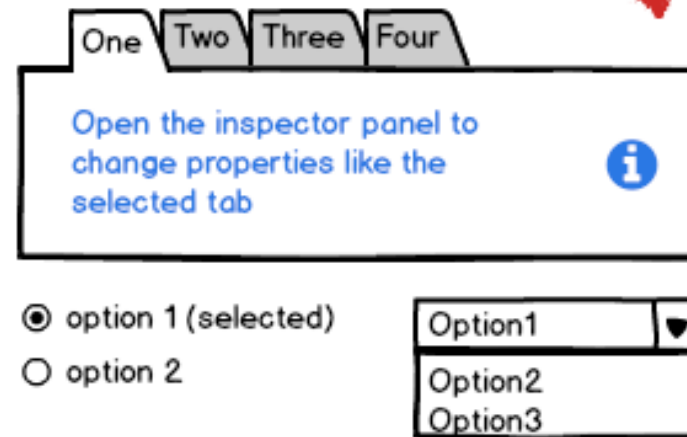 One Two Three Four
Open the inspector panel to
change properties like the
selected tab
option 1 (selected)
option 2
Option1
Option2
Option3